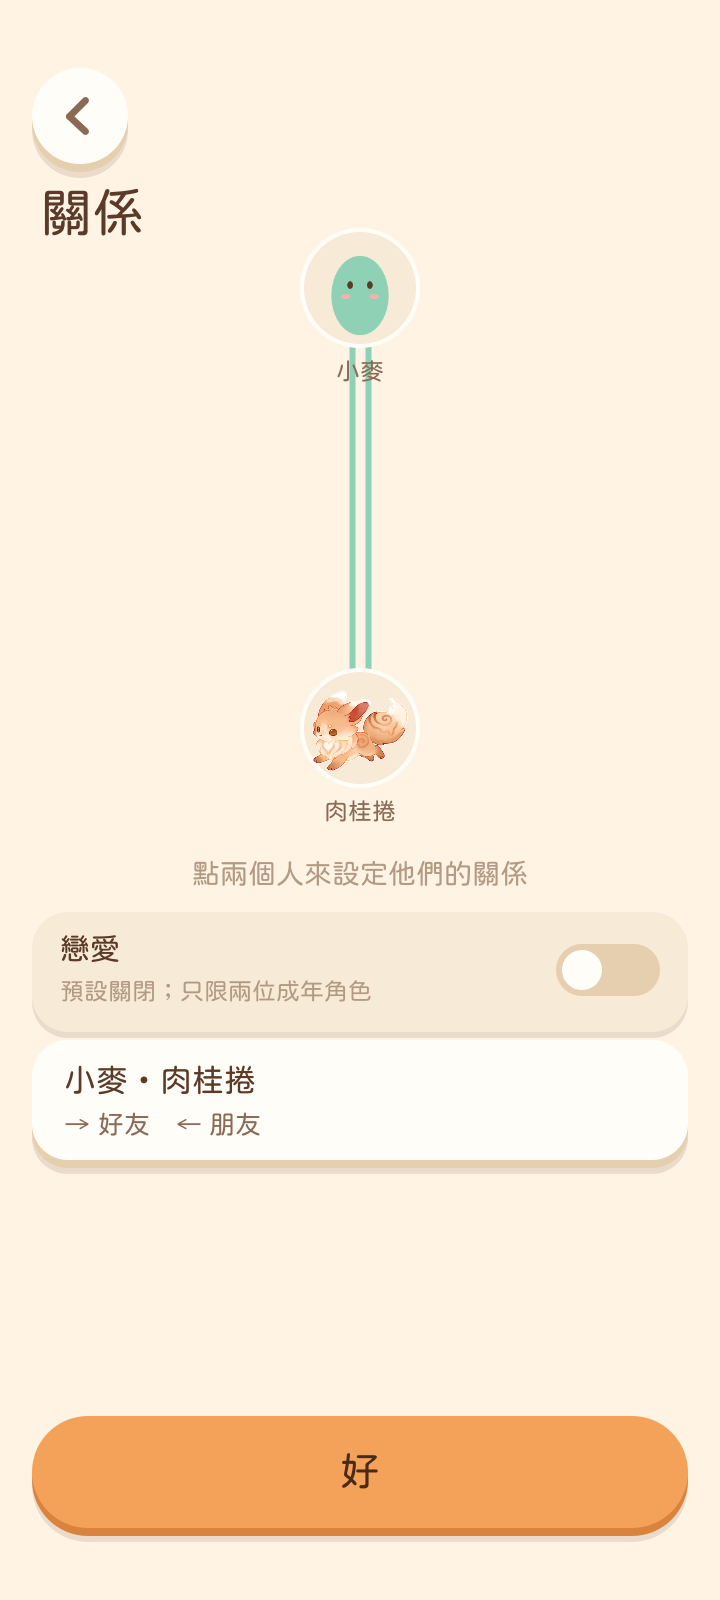 關係
小麥
肉桂捲
點兩個人來設定他們的關係
戀愛
預設關閉；只限兩位成年角色
小麥・肉桂捲
→ 好友　← 朋友
好